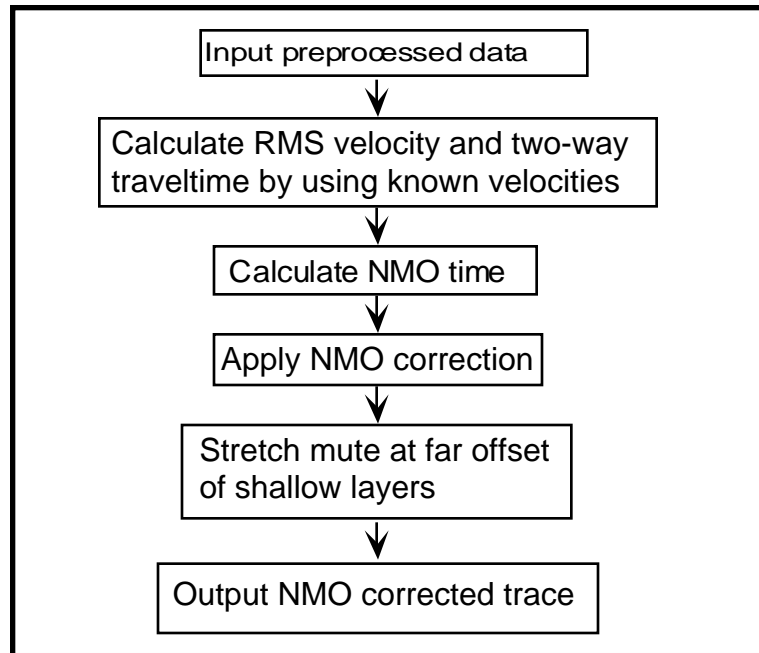 Input preprocessed data
Calculate RMS velocity and two-way
traveltime by using known velocities
Calculate NMO time
Apply NMO correction
Stretch mute at far offset
of shallow layers
Output NMO corrected trace